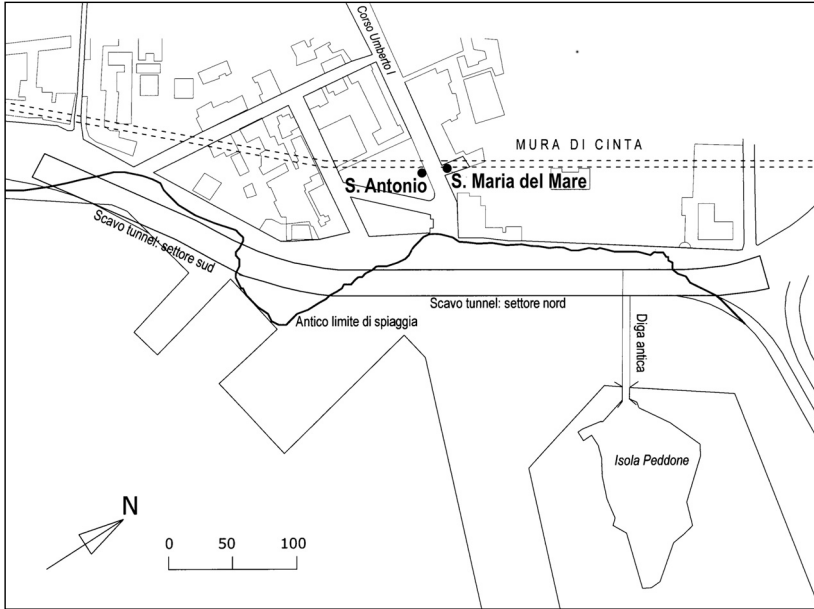 Corso Umberto I
MURA DI CINTA
S. Antonio
S. Maria del Mare
Scavo tunnel: settore sud
Scavo tunnel: settore nord
Antico limite di spiaggia
Diga antica
Isola Peddone
N
0 50 100